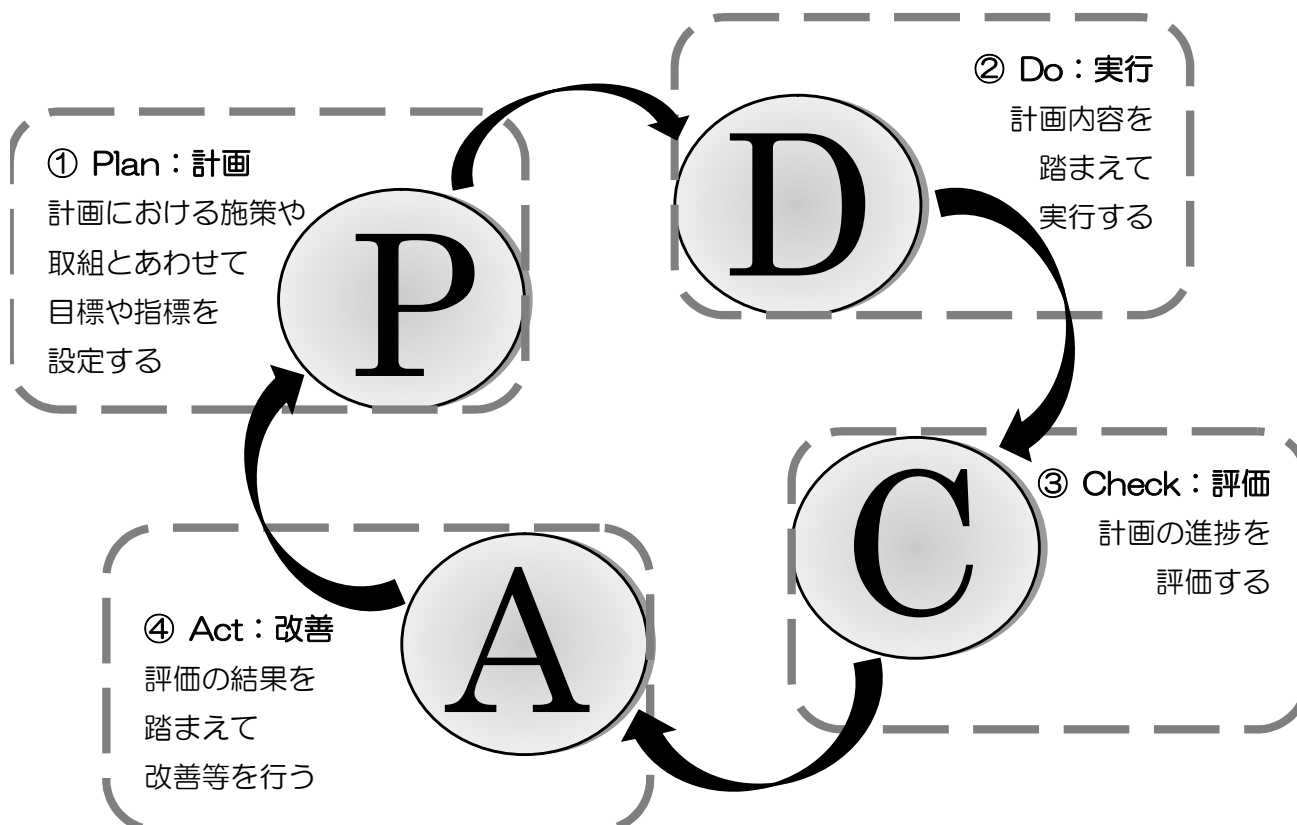 ① Plan：計画
計画における施策や
取組とあわせて
目標や指標を
設定する
P
② Do：実行
計画内容を
踏まえて
実行する
D
③ Check：評価
計画の進捗を
評価する
C
④ Act：改善
評価の結果を
踏まえて
改善等を行う
A